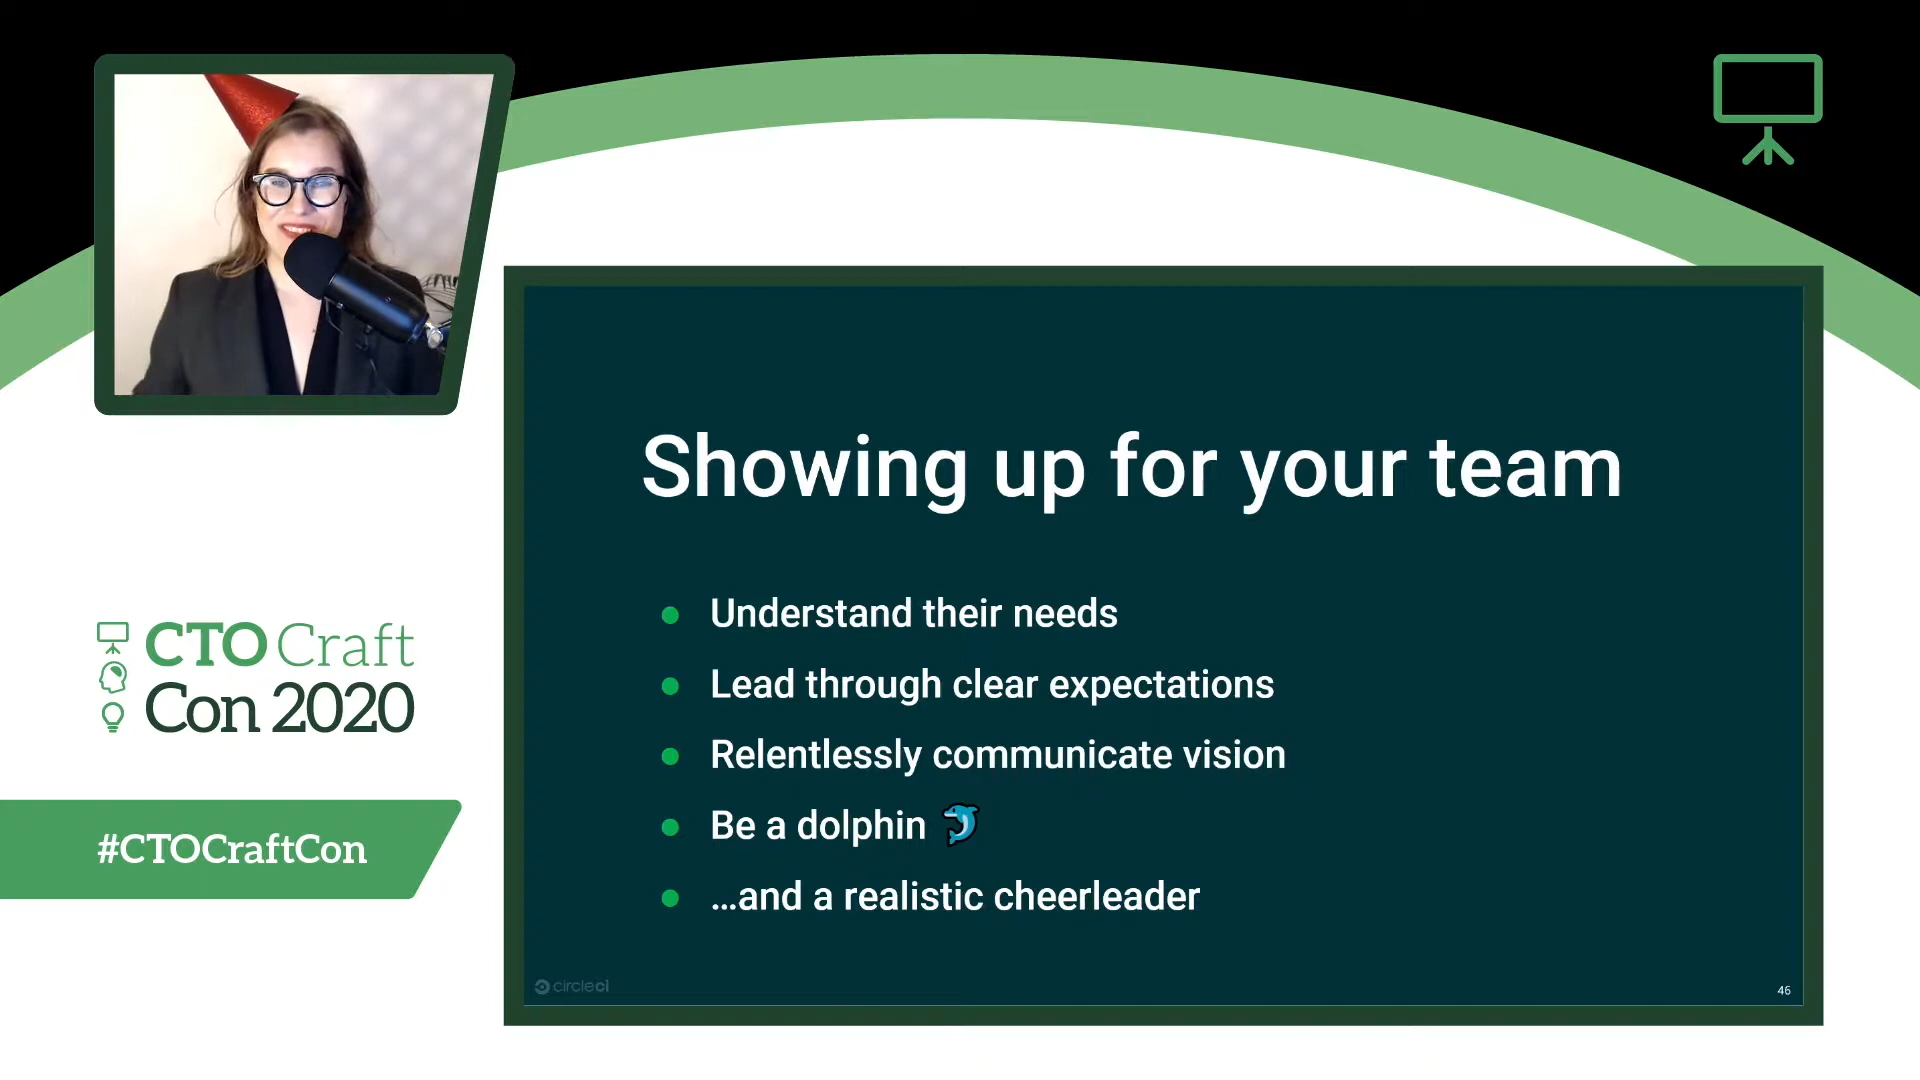 Showing up for your team
Understand their needs
Lead through clear expectations
Relentlessly communicate vision
Be a dolphin 🐬
...and a realistic cheerleader
circleci
46
CTO Craft
Con 2020
#CTOCraftCon